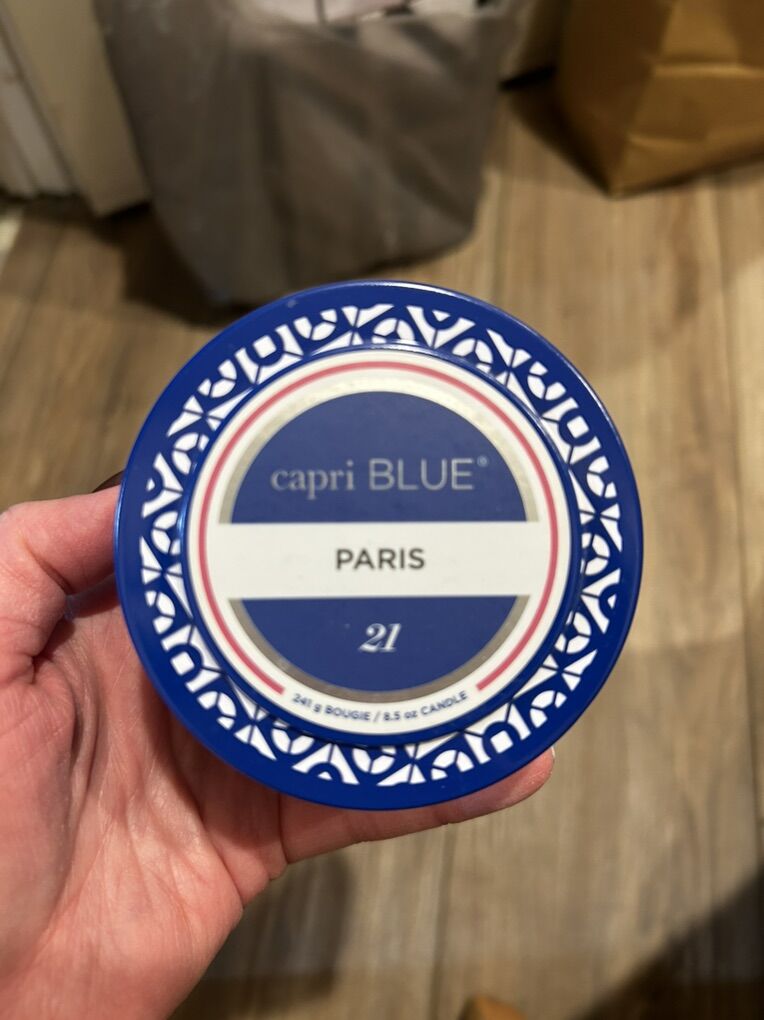 capri BLUE®
PARIS
21
241 g BOUGIE / 8.5 oz CANDLE